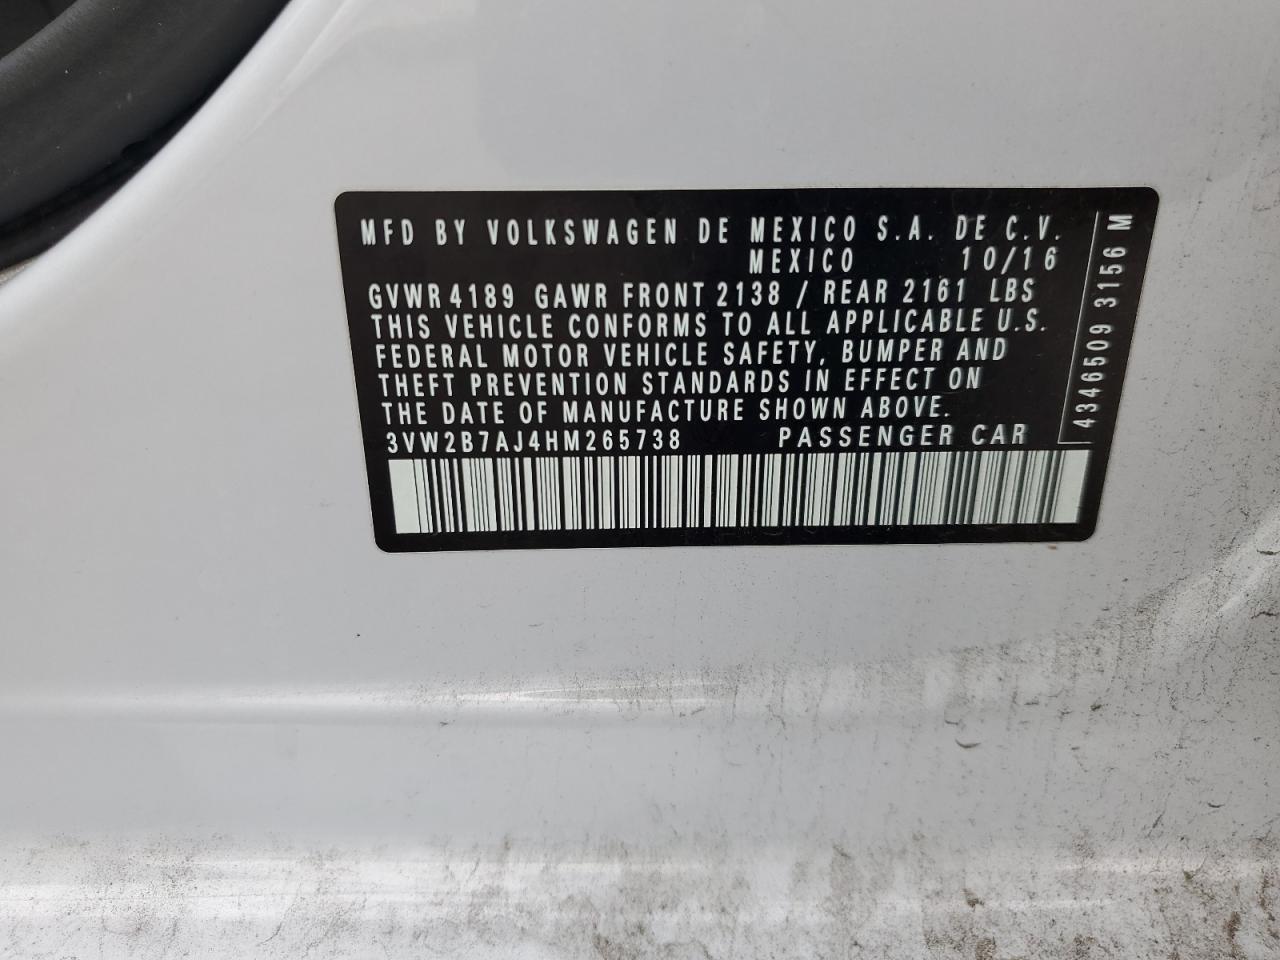 MFD BY VOLKSWAGEN DE MEXICO S.A. DE C.V.
MEXICO 10/16
GVWR 4189 GAWR FRONT 2138 / REAR 2161 LBS
THIS VEHICLE CONFORMS TO ALL APPLICABLE U.S.
FEDERAL MOTOR VEHICLE SAFETY, BUMPER AND
THEFT PREVENTION STANDARDS IN EFFECT ON
THE DATE OF MANUFACTURE SHOWN ABOVE.
3VW2B7AJ4HM265738 PASSENGER CAR
4346509 3156 M